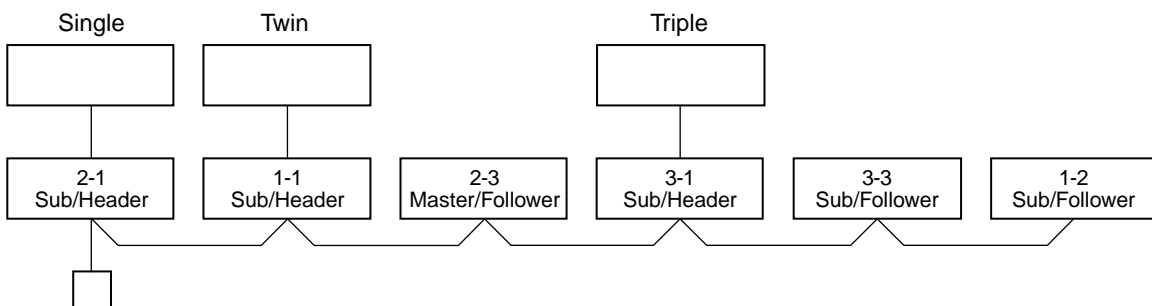 Single
Twin
Triple
2-1
Sub/Header
1-1
Sub/Header
2-3
Master/Follower
3-1
Sub/Header
3-3
Sub/Follower
1-2
Sub/Follower